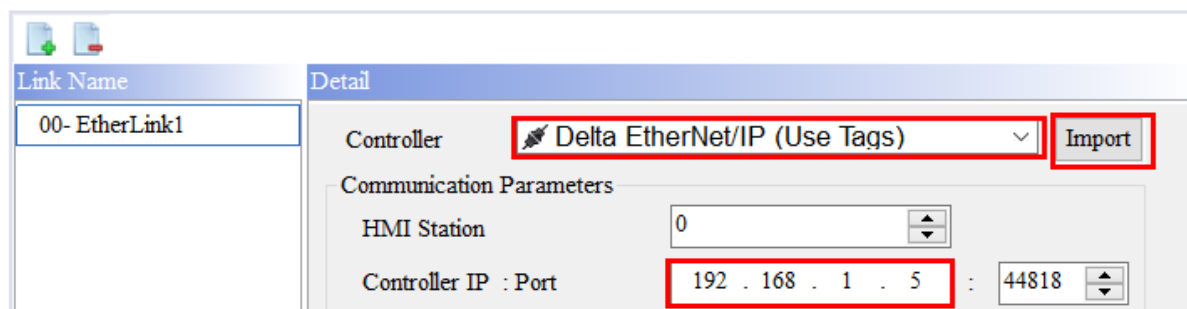 Link Name
Detail
00- EtherLink1
Controller
Delta EtherNet/IP (Use Tags)
Import
Communication Parameters
HMI Station
0
Controller IP : Port
192 . 168 . 1 . 5 : 44818